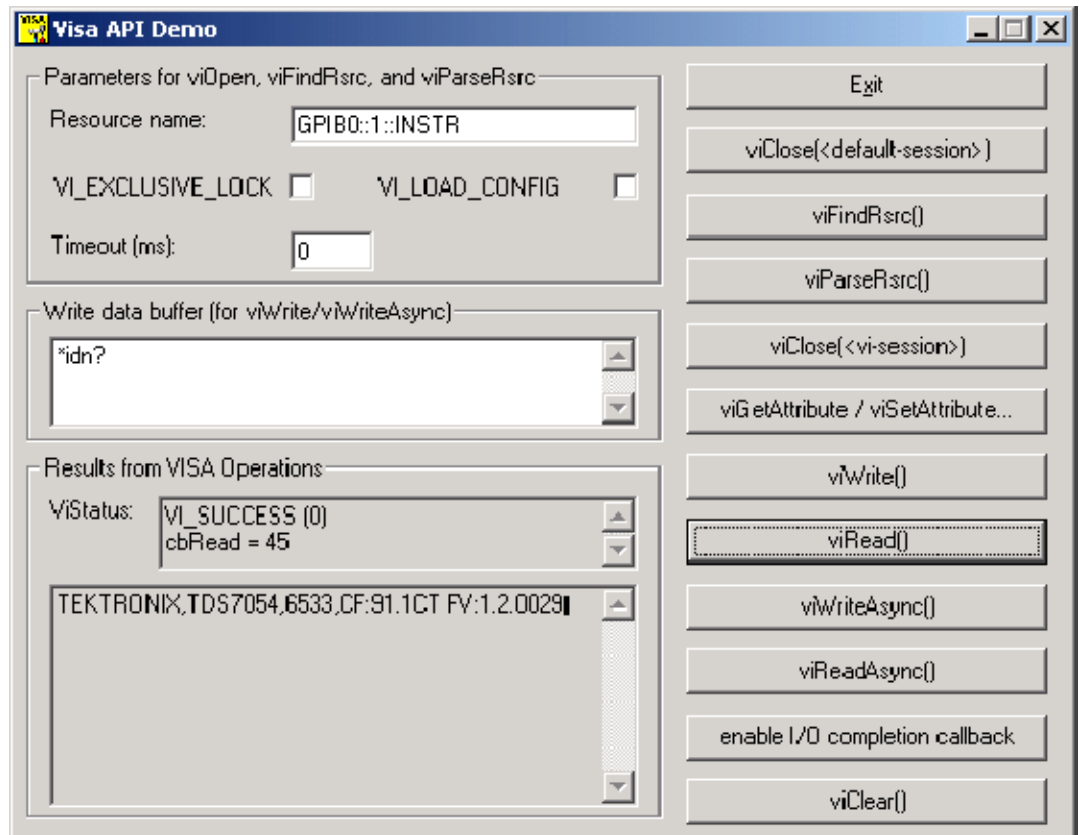 Visa API Demo
Parameters for viOpen, viFindRsrc, and viParseRsrc
Resource name:
GPIB0::1::INSTR
VI_EXCLUSIVE_LOCK
VI_LOAD_CONFIG
Timeout (ms):
0
Write data buffer (for viWrite/viWriteAsync)
*idn?
Results from VISA Operations
ViStatus:
VI_SUCCESS (0)
cbRead = 45
TEKTRONIX,TDS7054,6533,CF:91.1CT FV:1.2.0029
Exit
viClose(<default-session>)
viFindRsrc()
viParseRsrc()
viClose(<vi-session>)
viGetAttribute / viSetAttribute...
viWrite()
viRead()
viWriteAsync()
viReadAsync()
enable I/O completion callback
viClear()